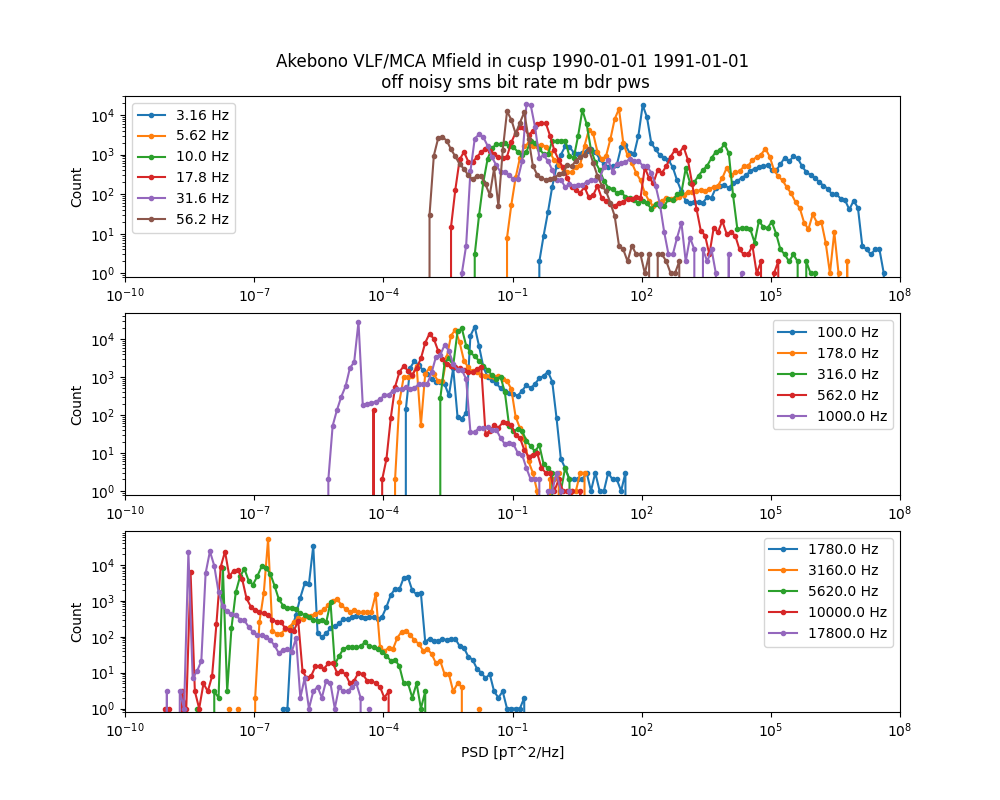 Akebono VLF/MCA Mfield in cusp 1990-01-01 1991-01-01
off noisy sms bit rate m bdr pws
Count
10^4
10^3
10^2
10^1
10^0
3.16 Hz
5.62 Hz
10.0 Hz
17.8 Hz
31.6 Hz
56.2 Hz
10^-10 10^-7 10^-4 10^-1 10^2 10^5 10^8
Count
10^4
10^3
10^2
10^1
10^0
100.0 Hz
178.0 Hz
316.0 Hz
562.0 Hz
1000.0 Hz
10^-10 10^-7 10^-4 10^-1 10^2 10^5 10^8
Count
10^4
10^3
10^2
10^1
10^0
1780.0 Hz
3160.0 Hz
5620.0 Hz
10000.0 Hz
17800.0 Hz
10^-10 10^-7 10^-4 10^-1 10^2 10^5 10^8
PSD [pT^2/Hz]